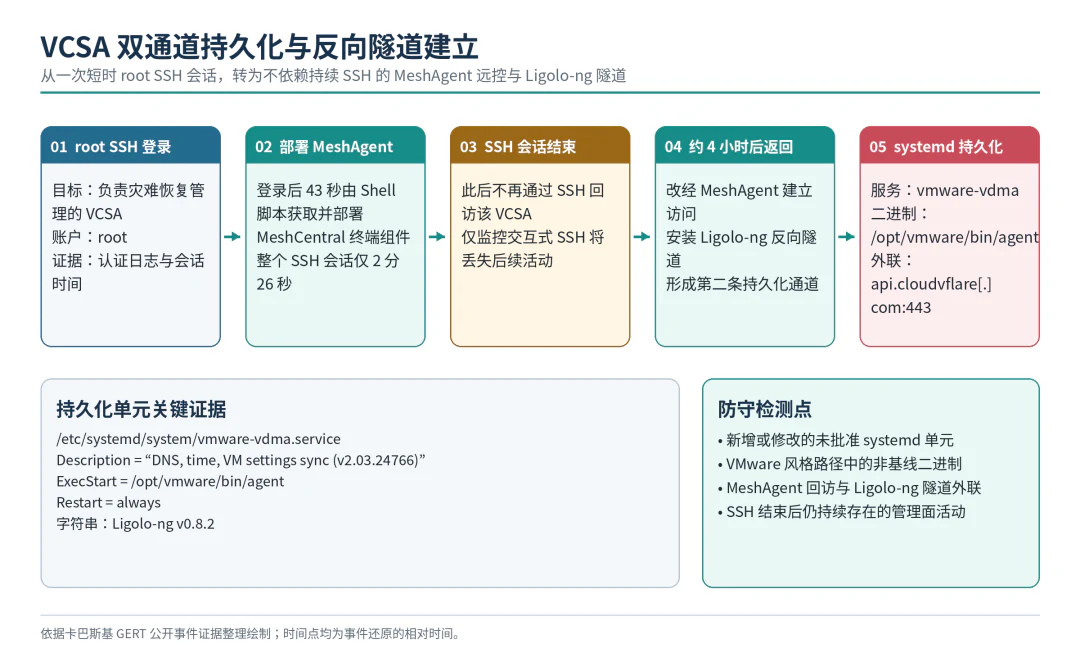 VCSA 双通道持久化与反向隧道建立
从一次短时 root SSH 会话，转为不依赖持续 SSH 的 MeshAgent 远控与 Ligolo-ng 隧道
01 root SSH 登录
目标：负责灾难恢复管
理的 VCSA
账户：root
证据：认证日志与会话
时间
02 部署 MeshAgent
登录后 43 秒由 Shell
脚本获取并部署
MeshCentral 终端组件
整个 SSH 会话仅 2 分
26 秒
03 SSH 会话结束
此后不再通过 SSH 回
访该 VCSA
仅监控交互式 SSH 将
丢失后续活动
04 约 4 小时后返回
改经 MeshAgent 建立
访问
安装 Ligolo-ng 反向隧
道
形成第二条持久化通道
05 systemd 持久化
服务：vmware-vdma
二进制：
/opt/vmware/bin/agent
外联：
api.cloudvflare[.]
com:443
持久化单元关键证据
/etc/systemd/system/vmware-vdma.service
Description = “DNS, time, VM settings sync (v2.03.24766)”
ExecStart = /opt/vmware/bin/agent
Restart = always
字符串：Ligolo-ng v0.8.2
防守检测点
• 新增或修改的未批准 systemd 单元
• VMware 风格路径中的非基线二进制
• MeshAgent 回访与 Ligolo-ng 隧道外联
• SSH 结束后仍持续存在的管理面活动
依据卡巴斯基 GERT 公开事件证据整理绘制；时间点均为事件还原的相对时间。